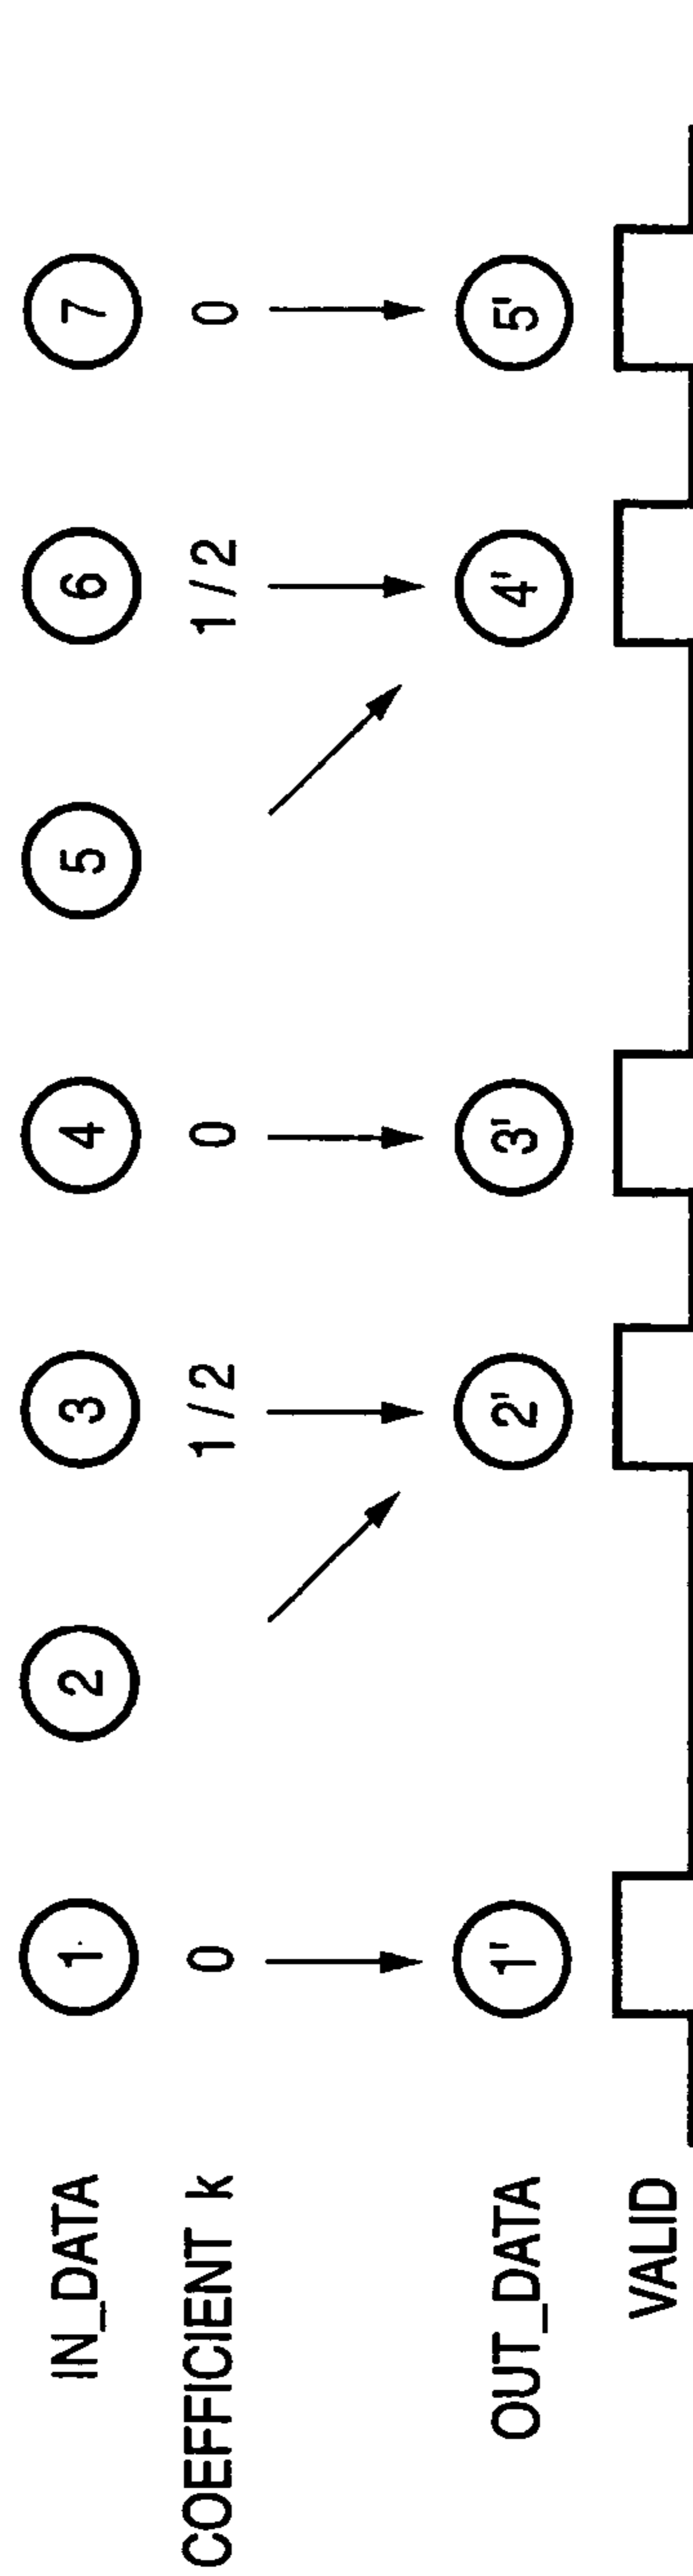 IN_DATA 1 2 3 4 5 6 7
COEFFICIENT k 0 1/2 0 1/2 0
OUT_DATA 1' 2' 3' 4' 5'
VALID